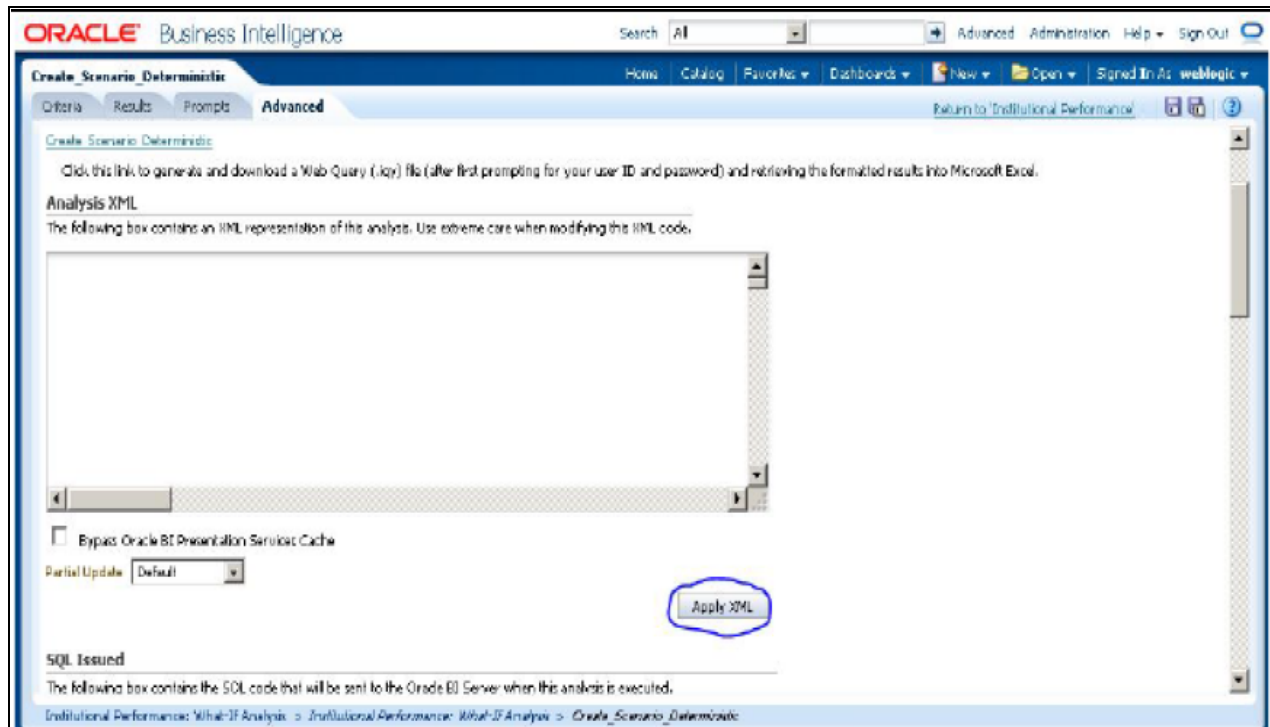 ORACLE Business Intelligence Search All Advanced Administration Help Sign Out
Create_Scenario_Deterministic Home Catalog Favorites Dashboards New Open Signed In As weblogic
Criteria Results Prompts Advanced Return to 'Institutional Performance'
Create Scenario Deterministic
Click this link to generate and download a Web Query (.iqy) file (after first prompting for your user ID and password) and retrieving the formatted results into Microsoft Excel.
Analysis XML
The following box contains an XML representation of this analysis. Use extreme care when modifying this XML code.
Bypass Oracle BI Presentation Services Cache
Partial Update Default
Apply XML
SQL Issued
The following box contains the SQL code that will be sent to the Oracle BI Server when this analysis is executed.
Institutional Performance: What-If Analysis > Institutional Performance: What-IF Analysis > Create_Scenario_Deterministic